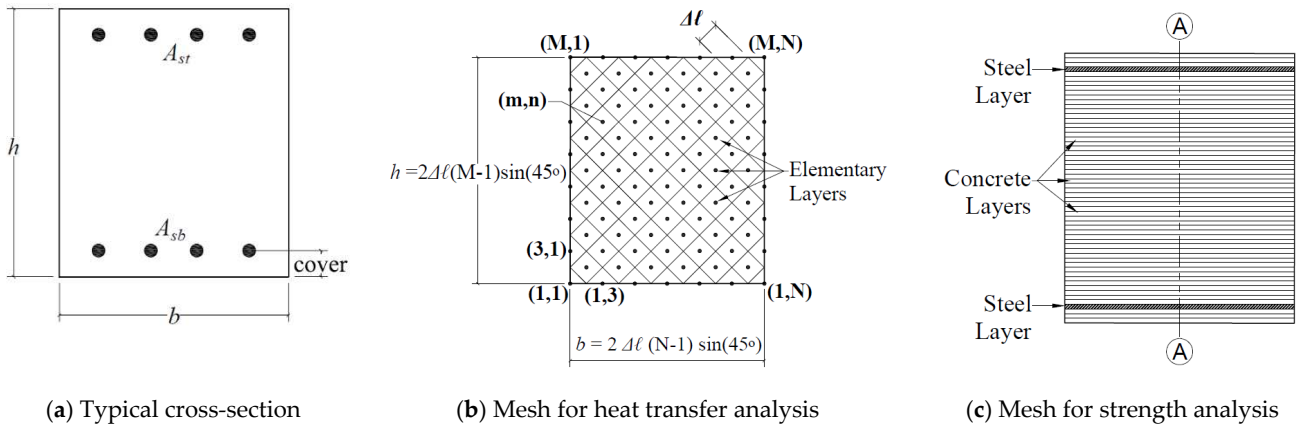 h
A_st
A_sb
cover
b
(a) Typical cross-section
Δℓ
(M,1)
(M,N)
(m,n)
h =2Δℓ(M-1)sin(45º)
Elementary
Layers
(3,1)
(1,1)
(1,3)
(1,N)
b = 2 Δℓ (N-1) sin(45º)
(b) Mesh for heat transfer analysis
A
Steel
Layer
Concrete
Layers
Steel
Layer
A
(c) Mesh for strength analysis